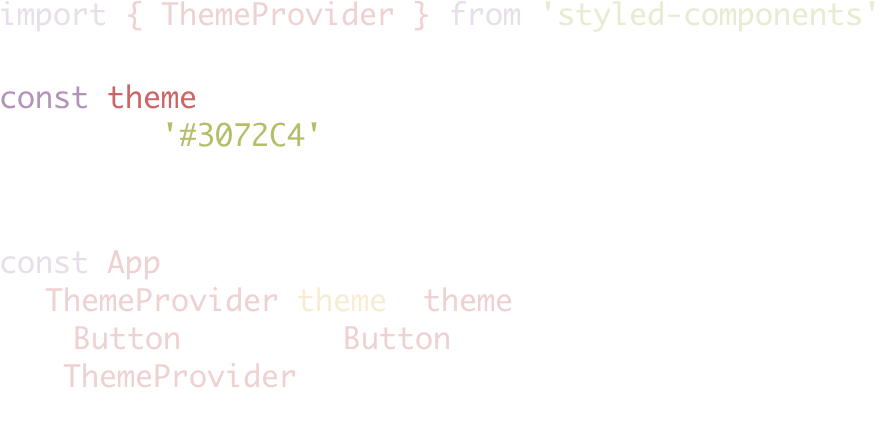 import { ThemeProvider } from 'styled-components'
const theme
'#3072C4'
const App
ThemeProvider theme theme
Button Button
ThemeProvider